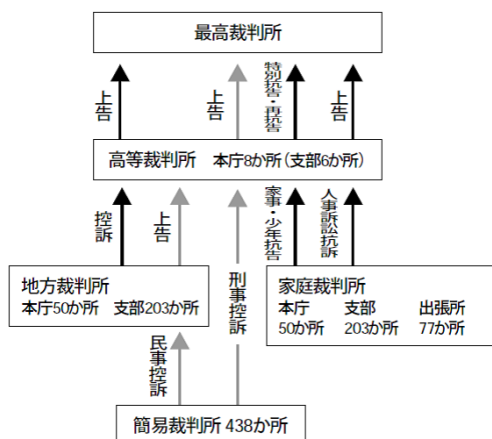 最高裁判所
上告
上告
特別抗告・再抗告
上告
高等裁判所 本庁8か所(支部6か所)
控訴
上告
刑事控訴
家事・少年抗告
人事訴訟抗訴
地方裁判所
本庁50か所 支部203か所
家庭裁判所
本庁 支部 出張所
50か所 203か所 77か所
民事控訴
簡易裁判所 438か所